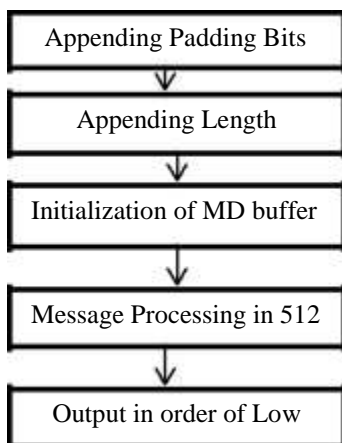 Appending Padding Bits
Appending Length
Initialization of MD buffer
Message Processing in 512
Output in order of Low